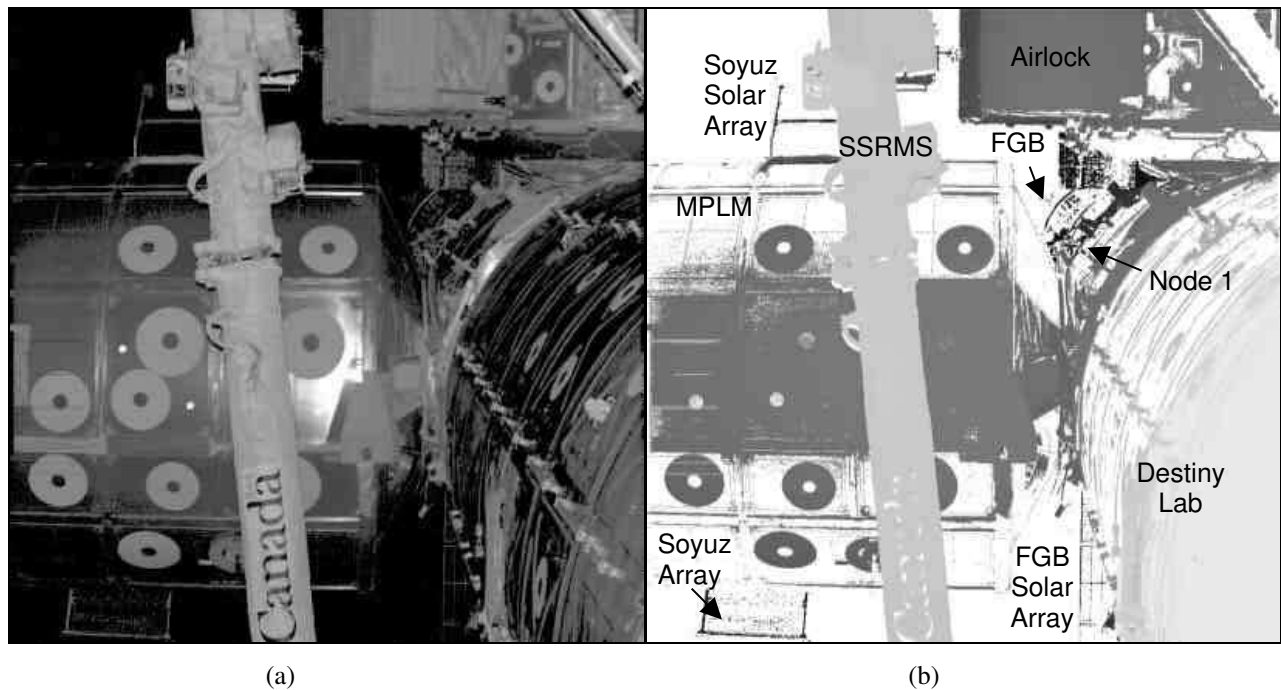 Canada
Soyuz
Solar
Array
Airlock
SSRMS
FGB
MPLM
Node 1
Destiny
Lab
Soyuz
Array
FGB
Solar
Array
(a)
(b)